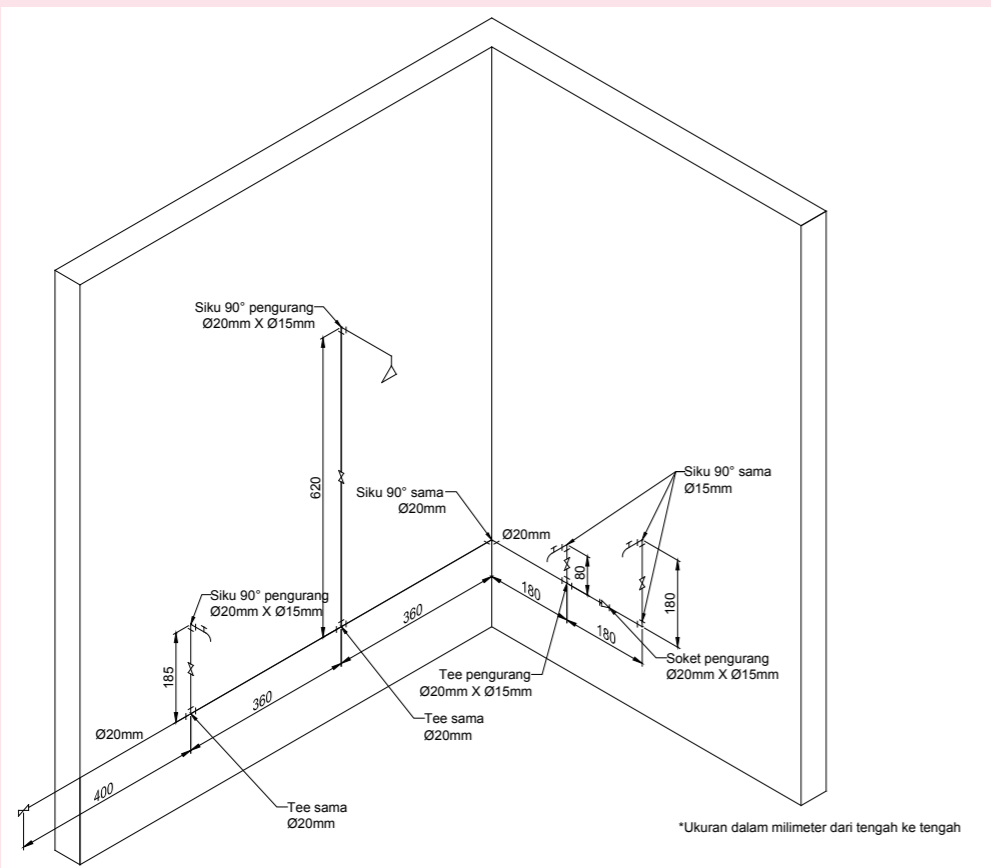 Siku 90° pengurang
Ø20mm X Ø15mm
620
Siku 90° sama
Ø20mm
Ø20mm
Siku 90° sama
Ø15mm
80
180
180
180
Siku 90° pengurang
Ø20mm X Ø15mm
185
360
360
Soket pengurang
Ø20mm X Ø15mm
Tee pengurang
Ø20mm X Ø15mm
Tee sama
Ø20mm
Ø20mm
400
Tee sama
Ø20mm
*Ukuran dalam milimeter dari tengah ke tengah